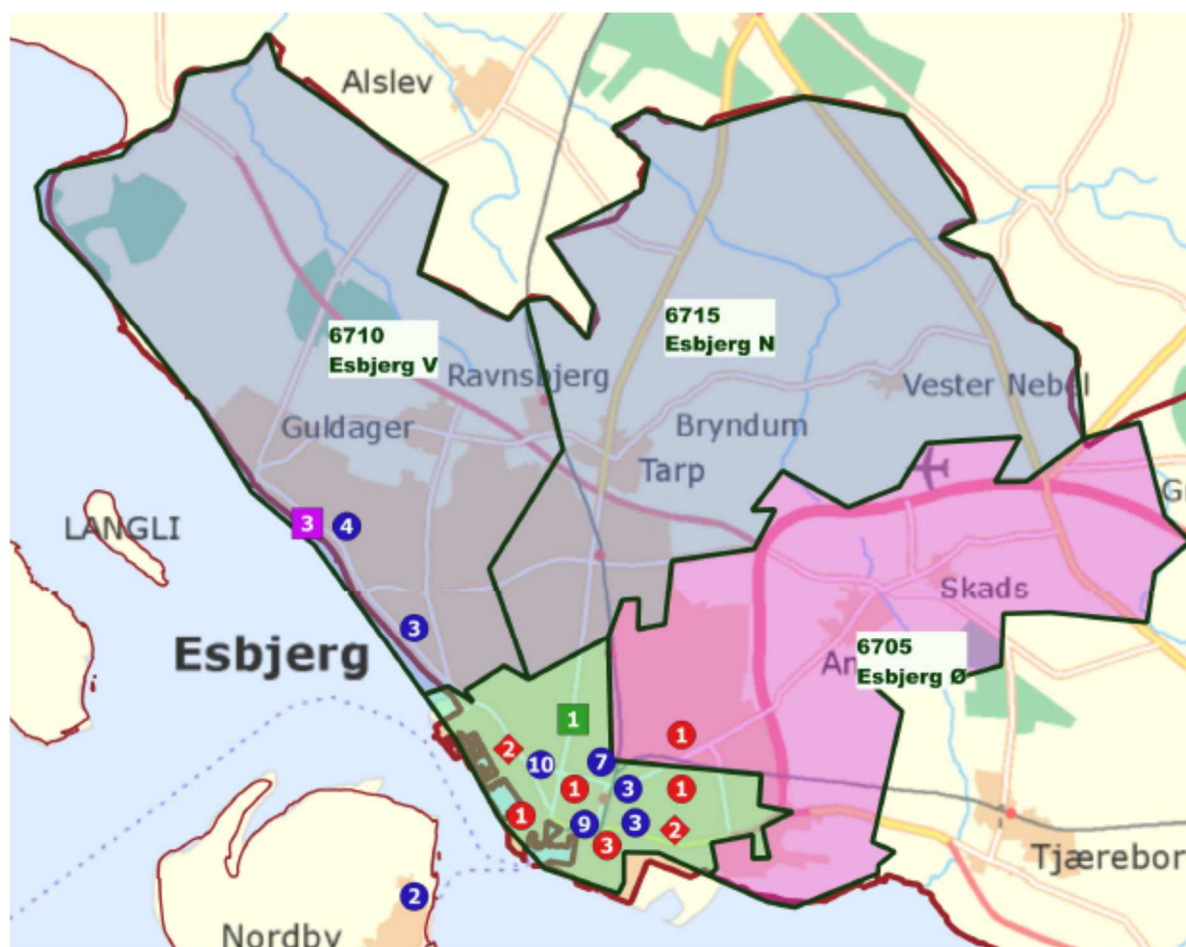 Alslev
6715
Esbjerg N
6710
Esbjerg V
Ravnsbjerg
Vester Nebel
Guldager
Bryndum
Tarp
G
LANGLI
3
4
Skads
3
Esbjerg
6705
Esbjerg Ø
An
1
1
2
10
7
1
3
1
1
9
3
2
3
Tjærebor
2
Nordby